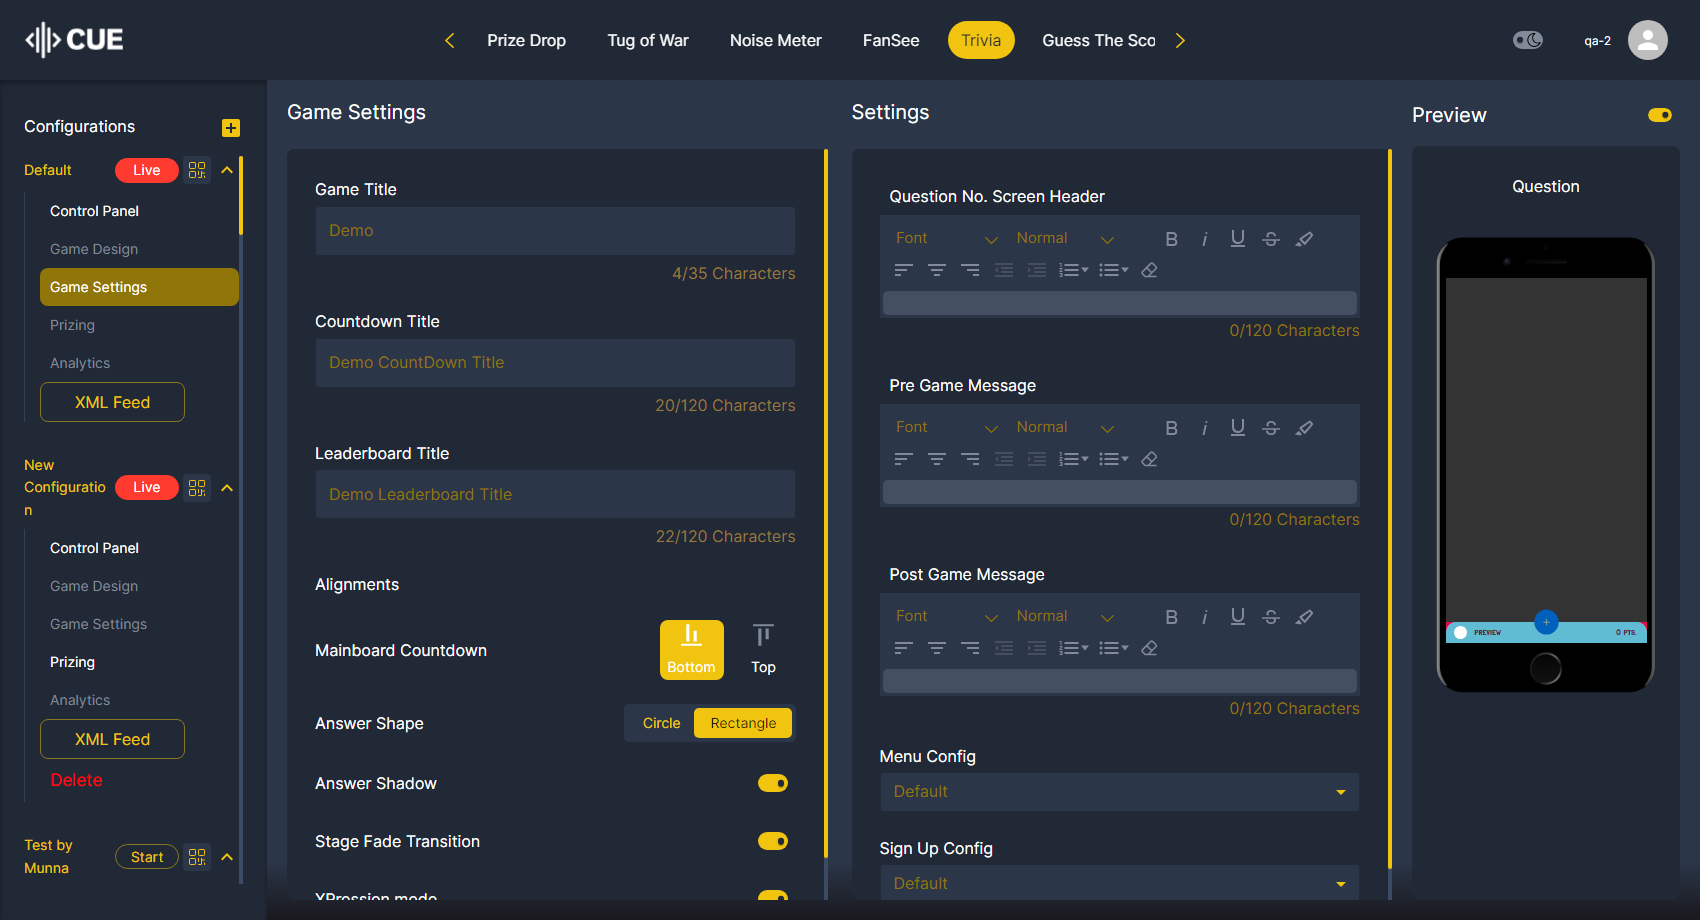 CUE
Prize Drop
Tug of War
Noise Meter
FanSee
Trivia
Guess The Sco
qa-2
Configurations
Default
Live
Control Panel
Game Design
Game Settings
Prizing
Analytics
XML Feed
New
Configuratio
n
Live
Control Panel
Game Design
Game Settings
Prizing
Analytics
XML Feed
Delete
Test by
Munna
Start
Game Settings
Game Title
Demo
4/35 Characters
Countdown Title
Demo CountDown Title
20/120 Characters
Leaderboard Title
Demo Leaderboard Title
22/120 Characters
Alignments
Mainboard Countdown
Bottom
Top
Answer Shape
Circle
Rectangle
Answer Shadow
Stage Fade Transition
XPression mode
Settings
Question No. Screen Header
Font
Normal
B i U S
0/120 Characters
Pre Game Message
Font
Normal
B i U S
0/120 Characters
Post Game Message
Font
Normal
B i U S
0/120 Characters
Menu Config
Default
Sign Up Config
Default
Preview
Question
PREVIEW
0 PTS.